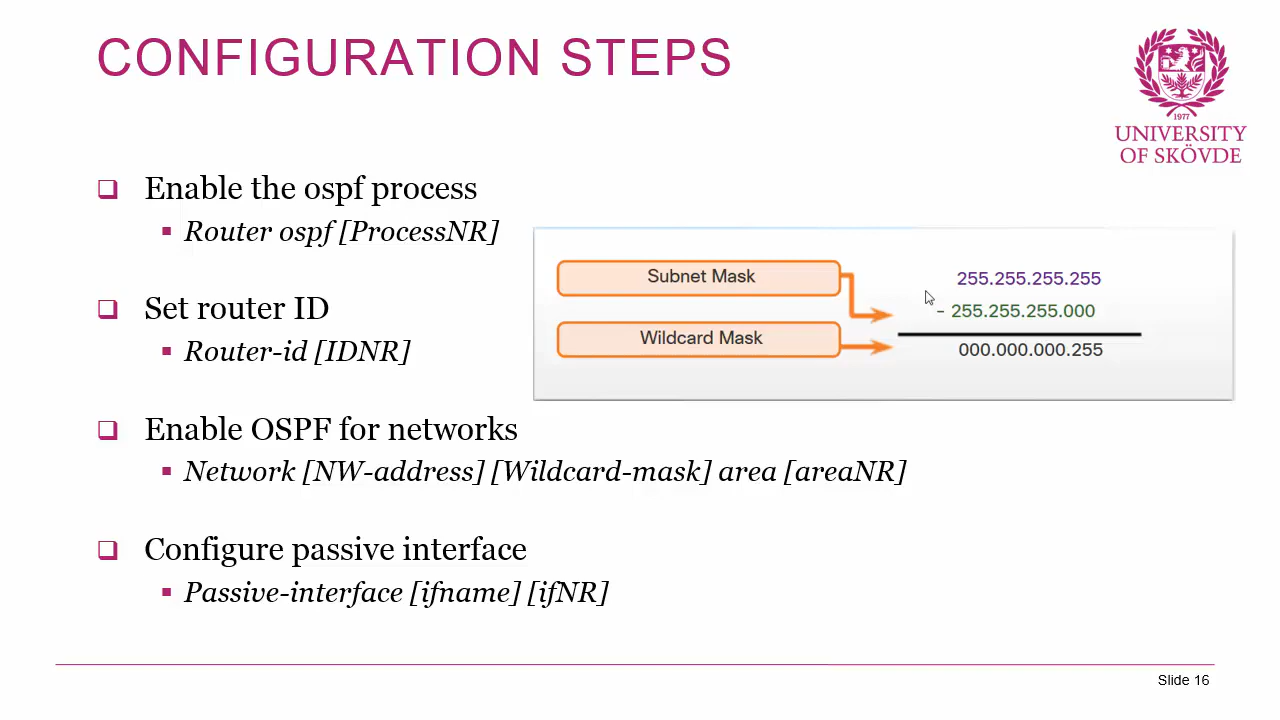 CONFIGURATION STEPS
1977
UNIVERSITY
OF SKÖVDE
Enable the ospf process
Router ospf [ProcessNR]
Set router ID
Router-id [IDNR]
Subnet Mask
Wildcard Mask
255.255.255.255
- 255.255.255.000
000.000.000.255
Enable OSPF for networks
Network [NW-address] [Wildcard-mask] area [areaNR]
Configure passive interface
Passive-interface [ifname] [ifNR]
Slide 16